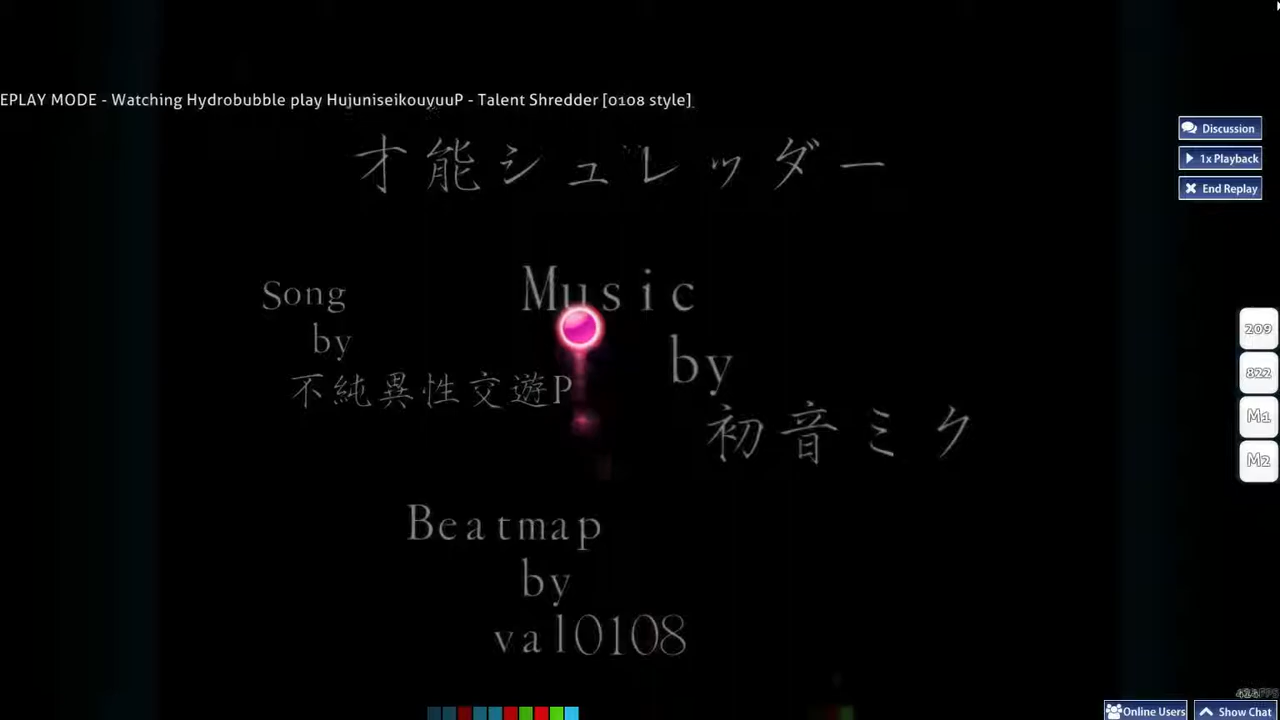 EPLAY MODE - Watching Hydrobubble play HujuniseikouyuuP - Talent Shredder [0108 style]
Discussion
1x Playback
End Replay
才能シュレッダー
Song
by
不純異性交遊P
Music
by
初音ミク
Beatmap
by
val0108
209
822
M1
M2
Online Users
Show Chat